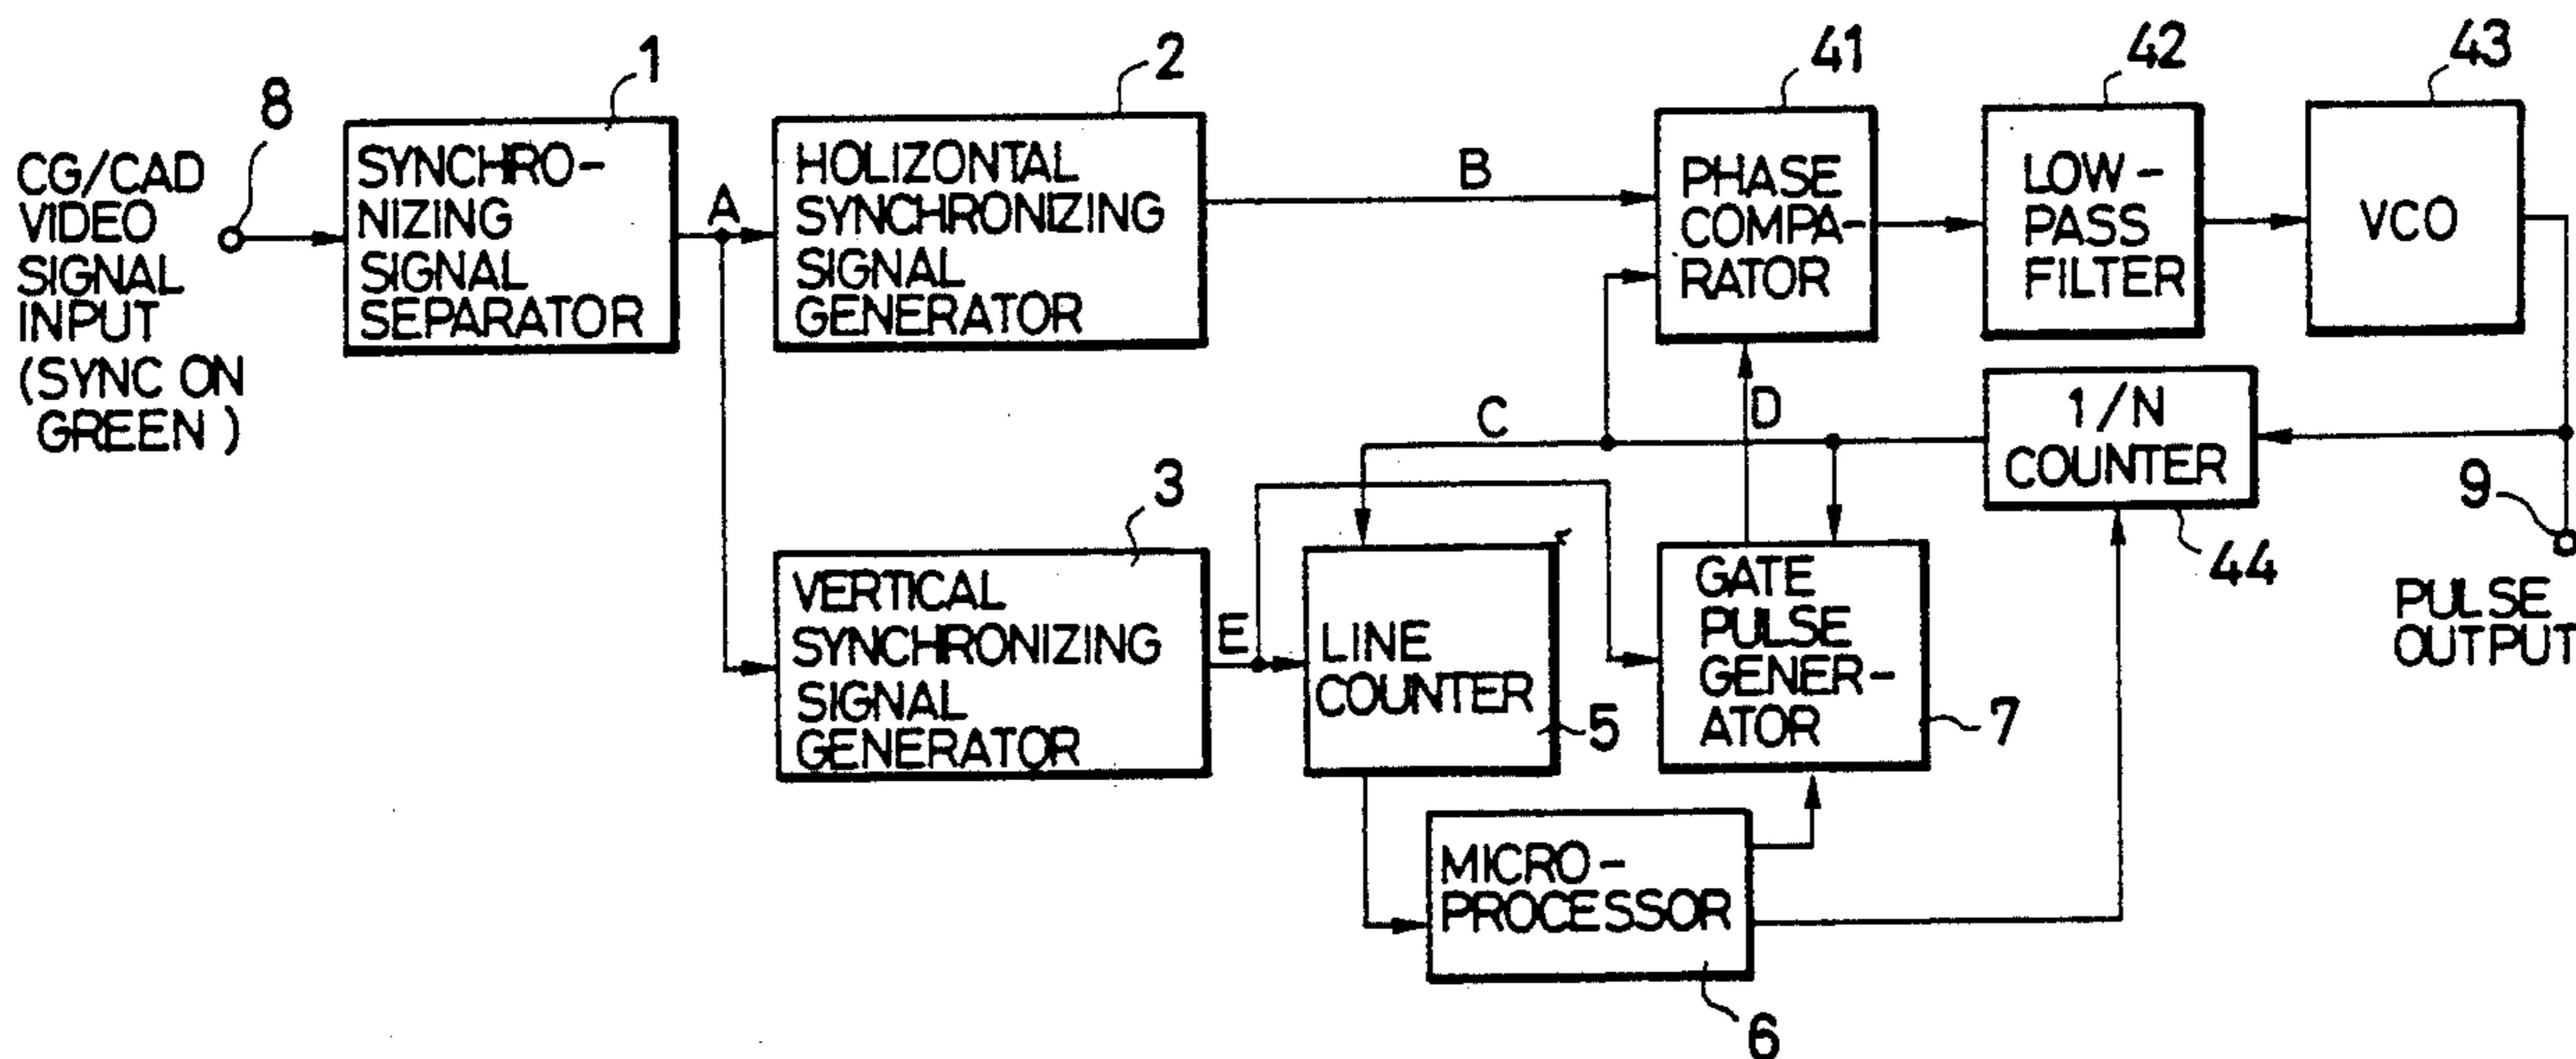 8
CG/CAD
VIDEO
SIGNAL
INPUT
(SYNC ON
GREEN)
1
SYNCHRO-
NIZING
SIGNAL
SEPARATOR
A
2
HOLIZONTAL
SYNCHRONIZING
SIGNAL
GENERATOR
B
41
PHASE
COMPA-
RATOR
42
LOW-
PASS
FILTER
43
VCO
C
D
1/N
COUNTER
44
9
PULSE
OUTPUT
3
VERTICAL
SYNCHRONIZING
SIGNAL
GENERATOR
E
LINE
COUNTER
5
GATE
PULSE
GENER-
ATOR
7
MICRO-
PROCESSOR
6